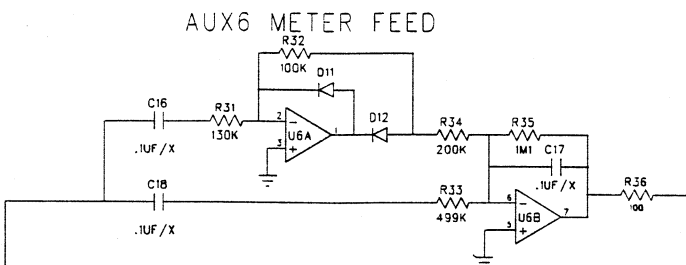 AUX6 METER FEED
R32
100K
D11
C16
R31
2
U6A
1
D12
R34
R35
.1UF/X
130K
3
200K
1M1
C17
C18
R33
.1UF/X
R36
.1UF/X
499K
6
U6B
7
100
5